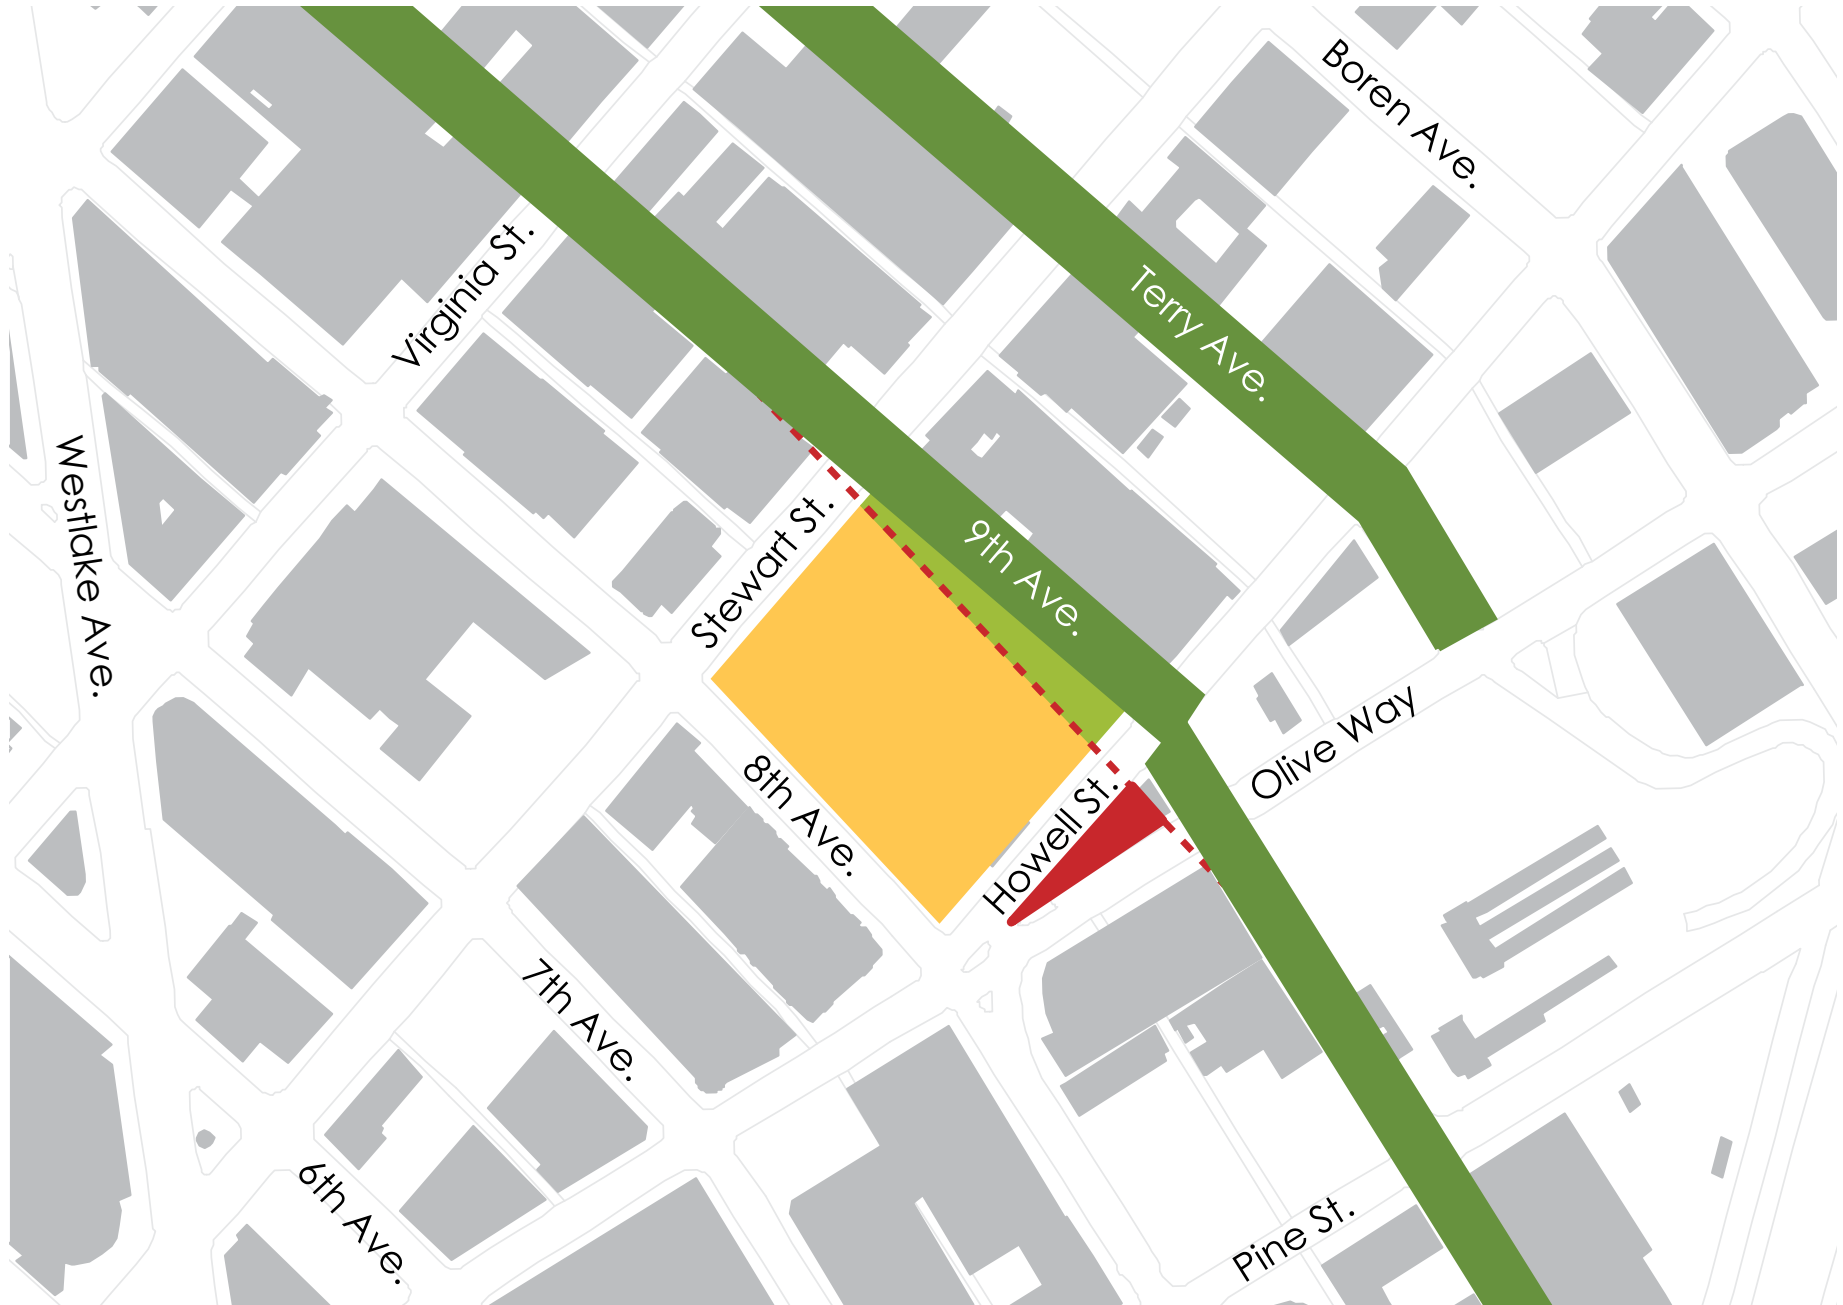 Boren Ave.
Virginia St.
Terry Ave.
Westlake Ave.
Stewart St.
9th Ave.
Olive Way
8th Ave.
Howell St.
7th Ave.
6th Ave.
Pine St.